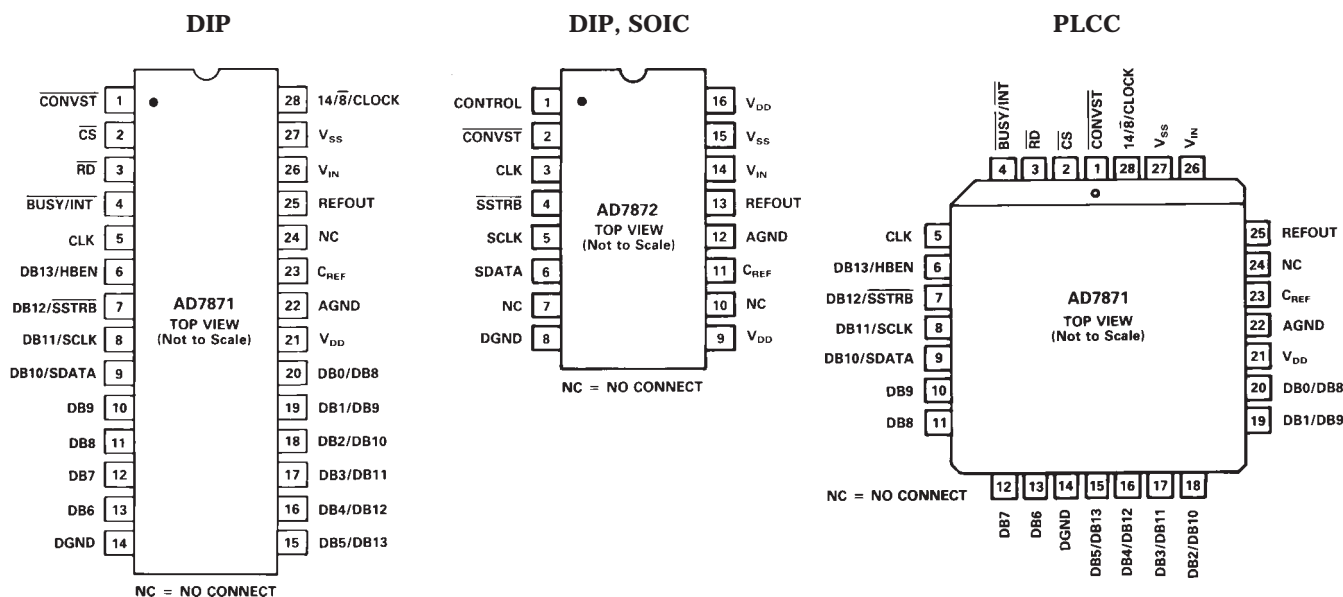 DIP
CONVST 1
CS 2
RD 3
BUSY/INT 4
CLK 5
DB13/HBEN 6
DB12/SSTRB 7
DB11/SCLK 8
DB10/SDATA 9
DB9 10
DB8 11
DB7 12
DB6 13
DGND 14
AD7871
TOP VIEW
(Not to Scale)
28 14/8/CLOCK
27 VSS
26 VIN
25 REFOUT
24 NC
23 CREF
22 AGND
21 VDD
20 DB0/DB8
19 DB1/DB9
18 DB2/DB10
17 DB3/DB11
16 DB4/DB12
15 DB5/DB13
NC = NO CONNECT
DIP, SOIC
CONTROL 1
CONVST 2
CLK 3
SSTRB 4
SCLK 5
SDATA 6
NC 7
DGND 8
AD7872
TOP VIEW
(Not to Scale)
16 VDD
15 VSS
14 VIN
13 REFOUT
12 AGND
11 CREF
10 NC
9 VDD
NC = NO CONNECT
PLCC
BUSY/INT
RD
CS
CONVST
14/8/CLOCK
VSS
VIN
4 3 2 1 28 27 26
CLK 5
DB13/HBEN 6
DB12/SSTRB 7
DB11/SCLK 8
DB10/SDATA 9
DB9 10
DB8 11
AD7871
TOP VIEW
(Not to Scale)
25 REFOUT
24 NC
23 CREF
22 AGND
21 VDD
20 DB0/DB8
19 DB1/DB9
12 13 14 15 16 17 18
DB7
DB6
DGND
DB5/DB13
DB4/DB12
DB3/DB11
DB2/DB10
NC = NO CONNECT